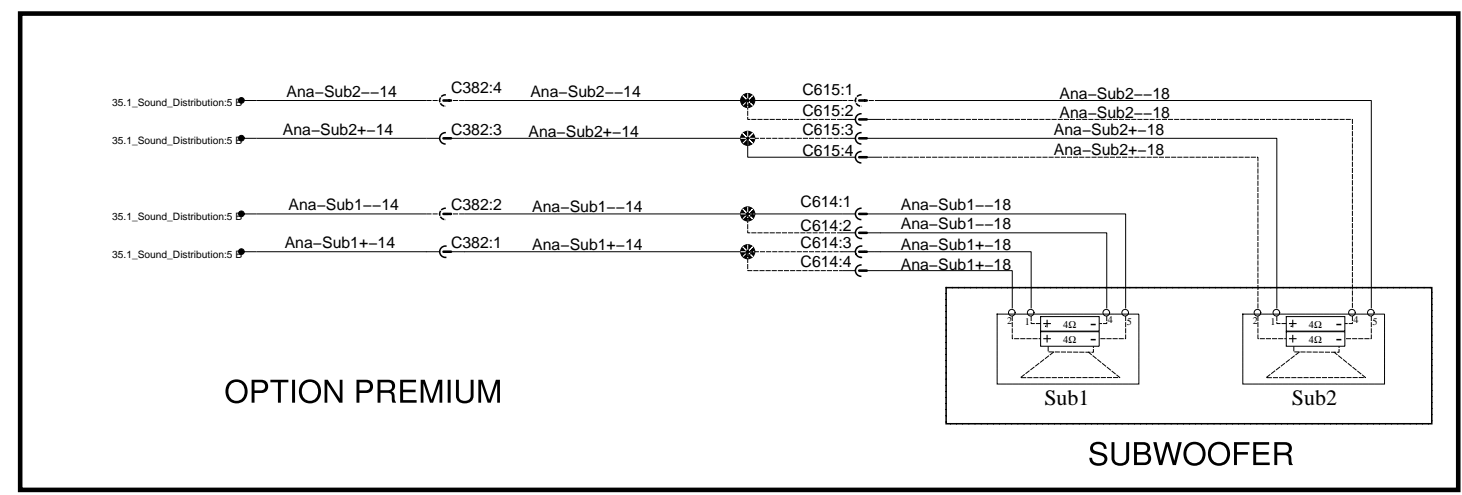 35.1_Sound_Distribution:5 Ana−Sub2−−14 C382:4 Ana−Sub2−−14 C615:1 Ana−Sub2−−18
C615:2 Ana−Sub2−−18
35.1_Sound_Distribution:5 Ana−Sub2+−14 C382:3 Ana−Sub2+−14 C615:3 Ana−Sub2+−18
C615:4 Ana−Sub2+−18
35.1_Sound_Distribution:5 Ana−Sub1−−14 C382:2 Ana−Sub1−−14 C614:1 Ana−Sub1−−18
C614:2 Ana−Sub1−−18
35.1_Sound_Distribution:5 Ana−Sub1+−14 C382:1 Ana−Sub1+−14 C614:3 Ana−Sub1+−18
C614:4 Ana−Sub1+−18
2 1 + 4Ω - 4 5 2 1 + 4Ω - 4 5
+ 4Ω - + 4Ω -
Sub1 Sub2
OPTION PREMIUM
SUBWOOFER